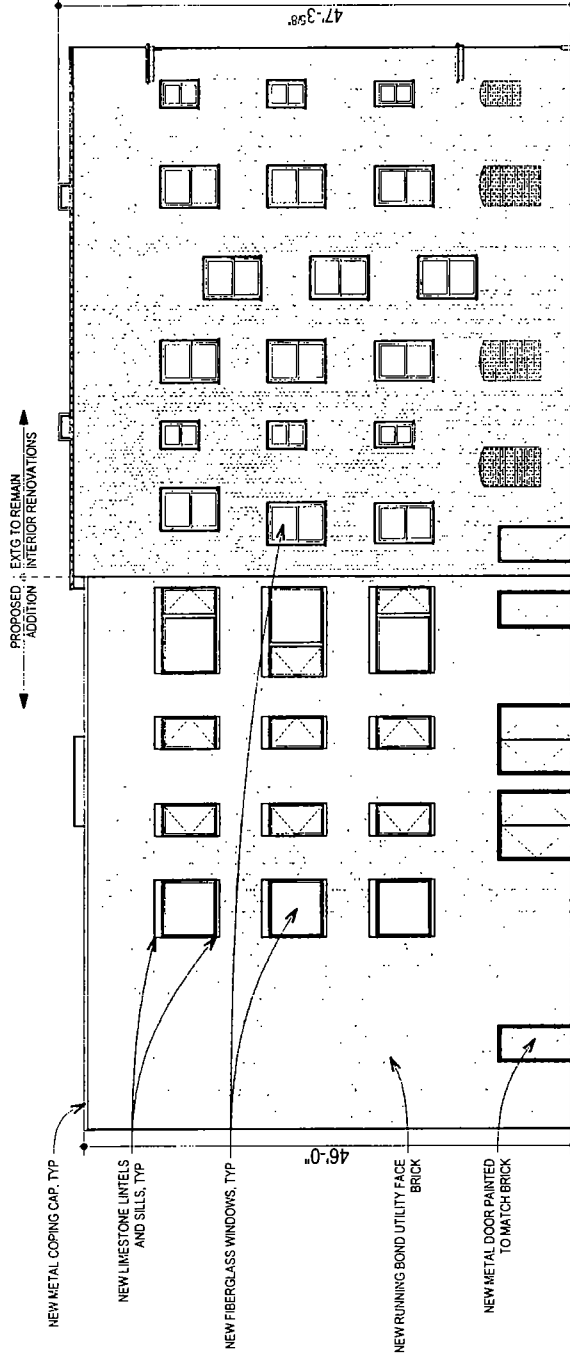 PROPOSED
ADDITION
EXTG TO REMAIN
INTERIOR RENOVATIONS
47'-3 5/8"
NEW METAL COPING CAP, TYP
NEW LIMESTONE LINTELS
AND SILLS, TYP
NEW FIBERGLASS WINDOWS, TYP
46'-0"
NEW RUNNING BOND UTILITY FACE
BRICK
NEW METAL DOOR PAINTED
TO MATCH BRICK